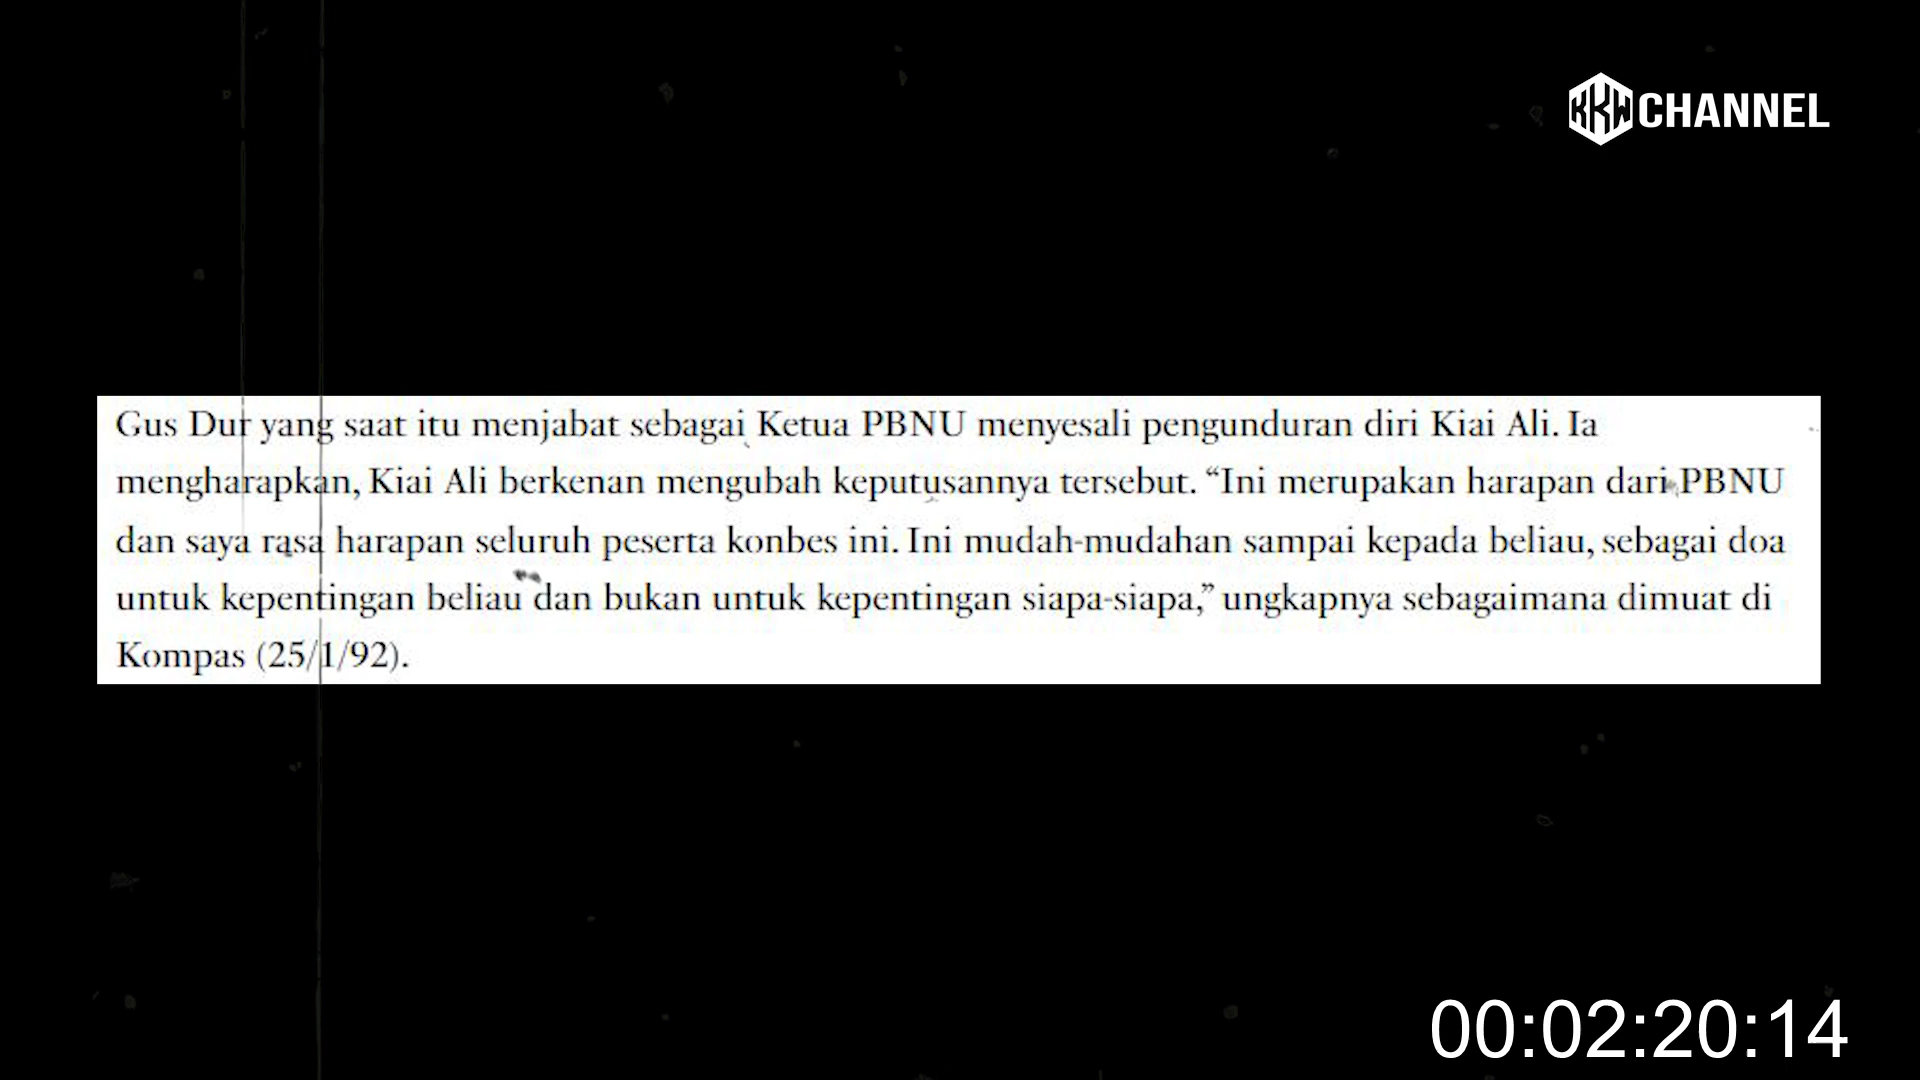 KKW CHANNEL
Gus Dur yang saat itu menjabat sebagai Ketua PBNU menyesali pengunduran diri Kiai Ali. Ia
mengharapkan, Kiai Ali berkenan mengubah keputusannya tersebut. “Ini merupakan harapan dari PBNU
dan saya rasa harapan seluruh peserta konbes ini. Ini mudah-mudahan sampai kepada beliau, sebagai doa
untuk kepentingan beliau dan bukan untuk kepentingan siapa-siapa,” ungkapnya sebagaimana dimuat di
Kompas (25/1/92).
00:02:20:14